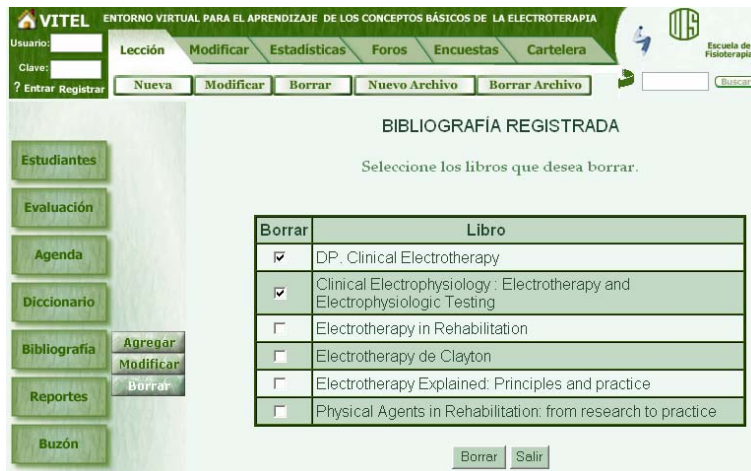 VITEL ENTORNO VIRTUAL PARA EL APRENDIZAJE DE LOS CONCEPTOS BÁSICOS DE LA ELECTROTERAPIA
Usuario:
Clave:
? Entrar Registrar
Lección Modificar Estadísticas Foros Encuestas Cartelera
UIS
Escuela de
Fisioterapia
Nueva Modificar Borrar Nuevo Archivo Borrar Archivo
Buscar
Estudiantes
Evaluación
Agenda
Diccionario
Bibliografía
Reportes
Buzón
Agregar
Modificar
Borrar
BIBLIOGRAFÍA REGISTRADA
Seleccione los libros que desea borrar.
Borrar Libro
DP. Clinical Electrotherapy
Clinical Electrophysiology : Electrotherapy and
Electrophysiologic Testing
Electrotherapy in Rehabilitation
Electrotherapy de Clayton
Electrotherapy Explained: Principles and practice
Physical Agents in Rehabilitation: from research to practice
Borrar Salir